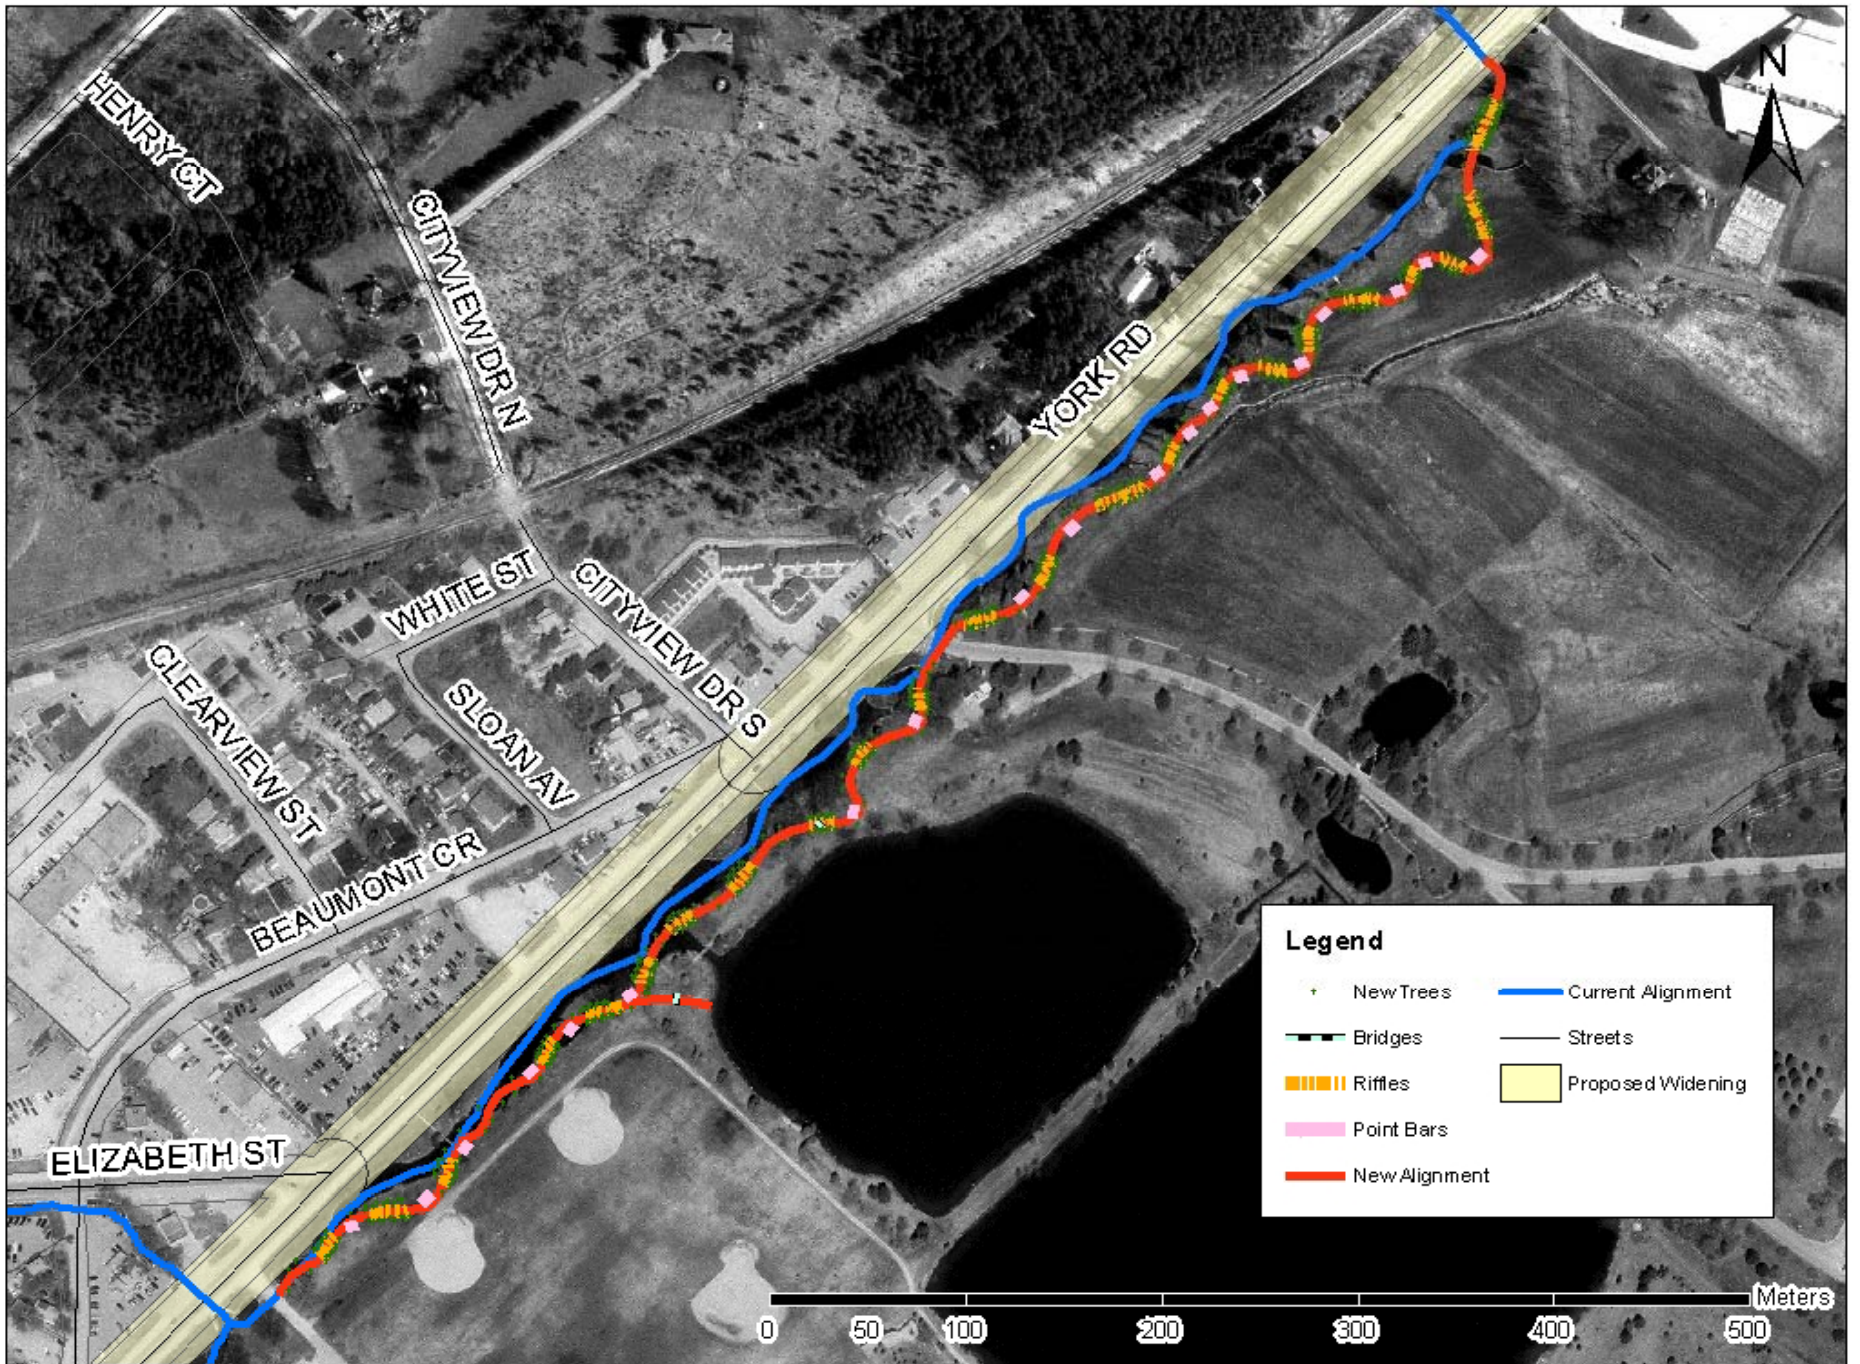 N
HENRY CT
CITYVIEW DR N
YORK RD
WHITE ST
CITYVIEW DR S
CLEARVIEW ST
SLOAN AV
BEAUMONT CR
ELIZABETH ST
Legend
New Trees
Current Alignment
Bridges
Streets
Riffles
Proposed Widening
Point Bars
New Alignment
Meters
0 50 100 200 300 400 500